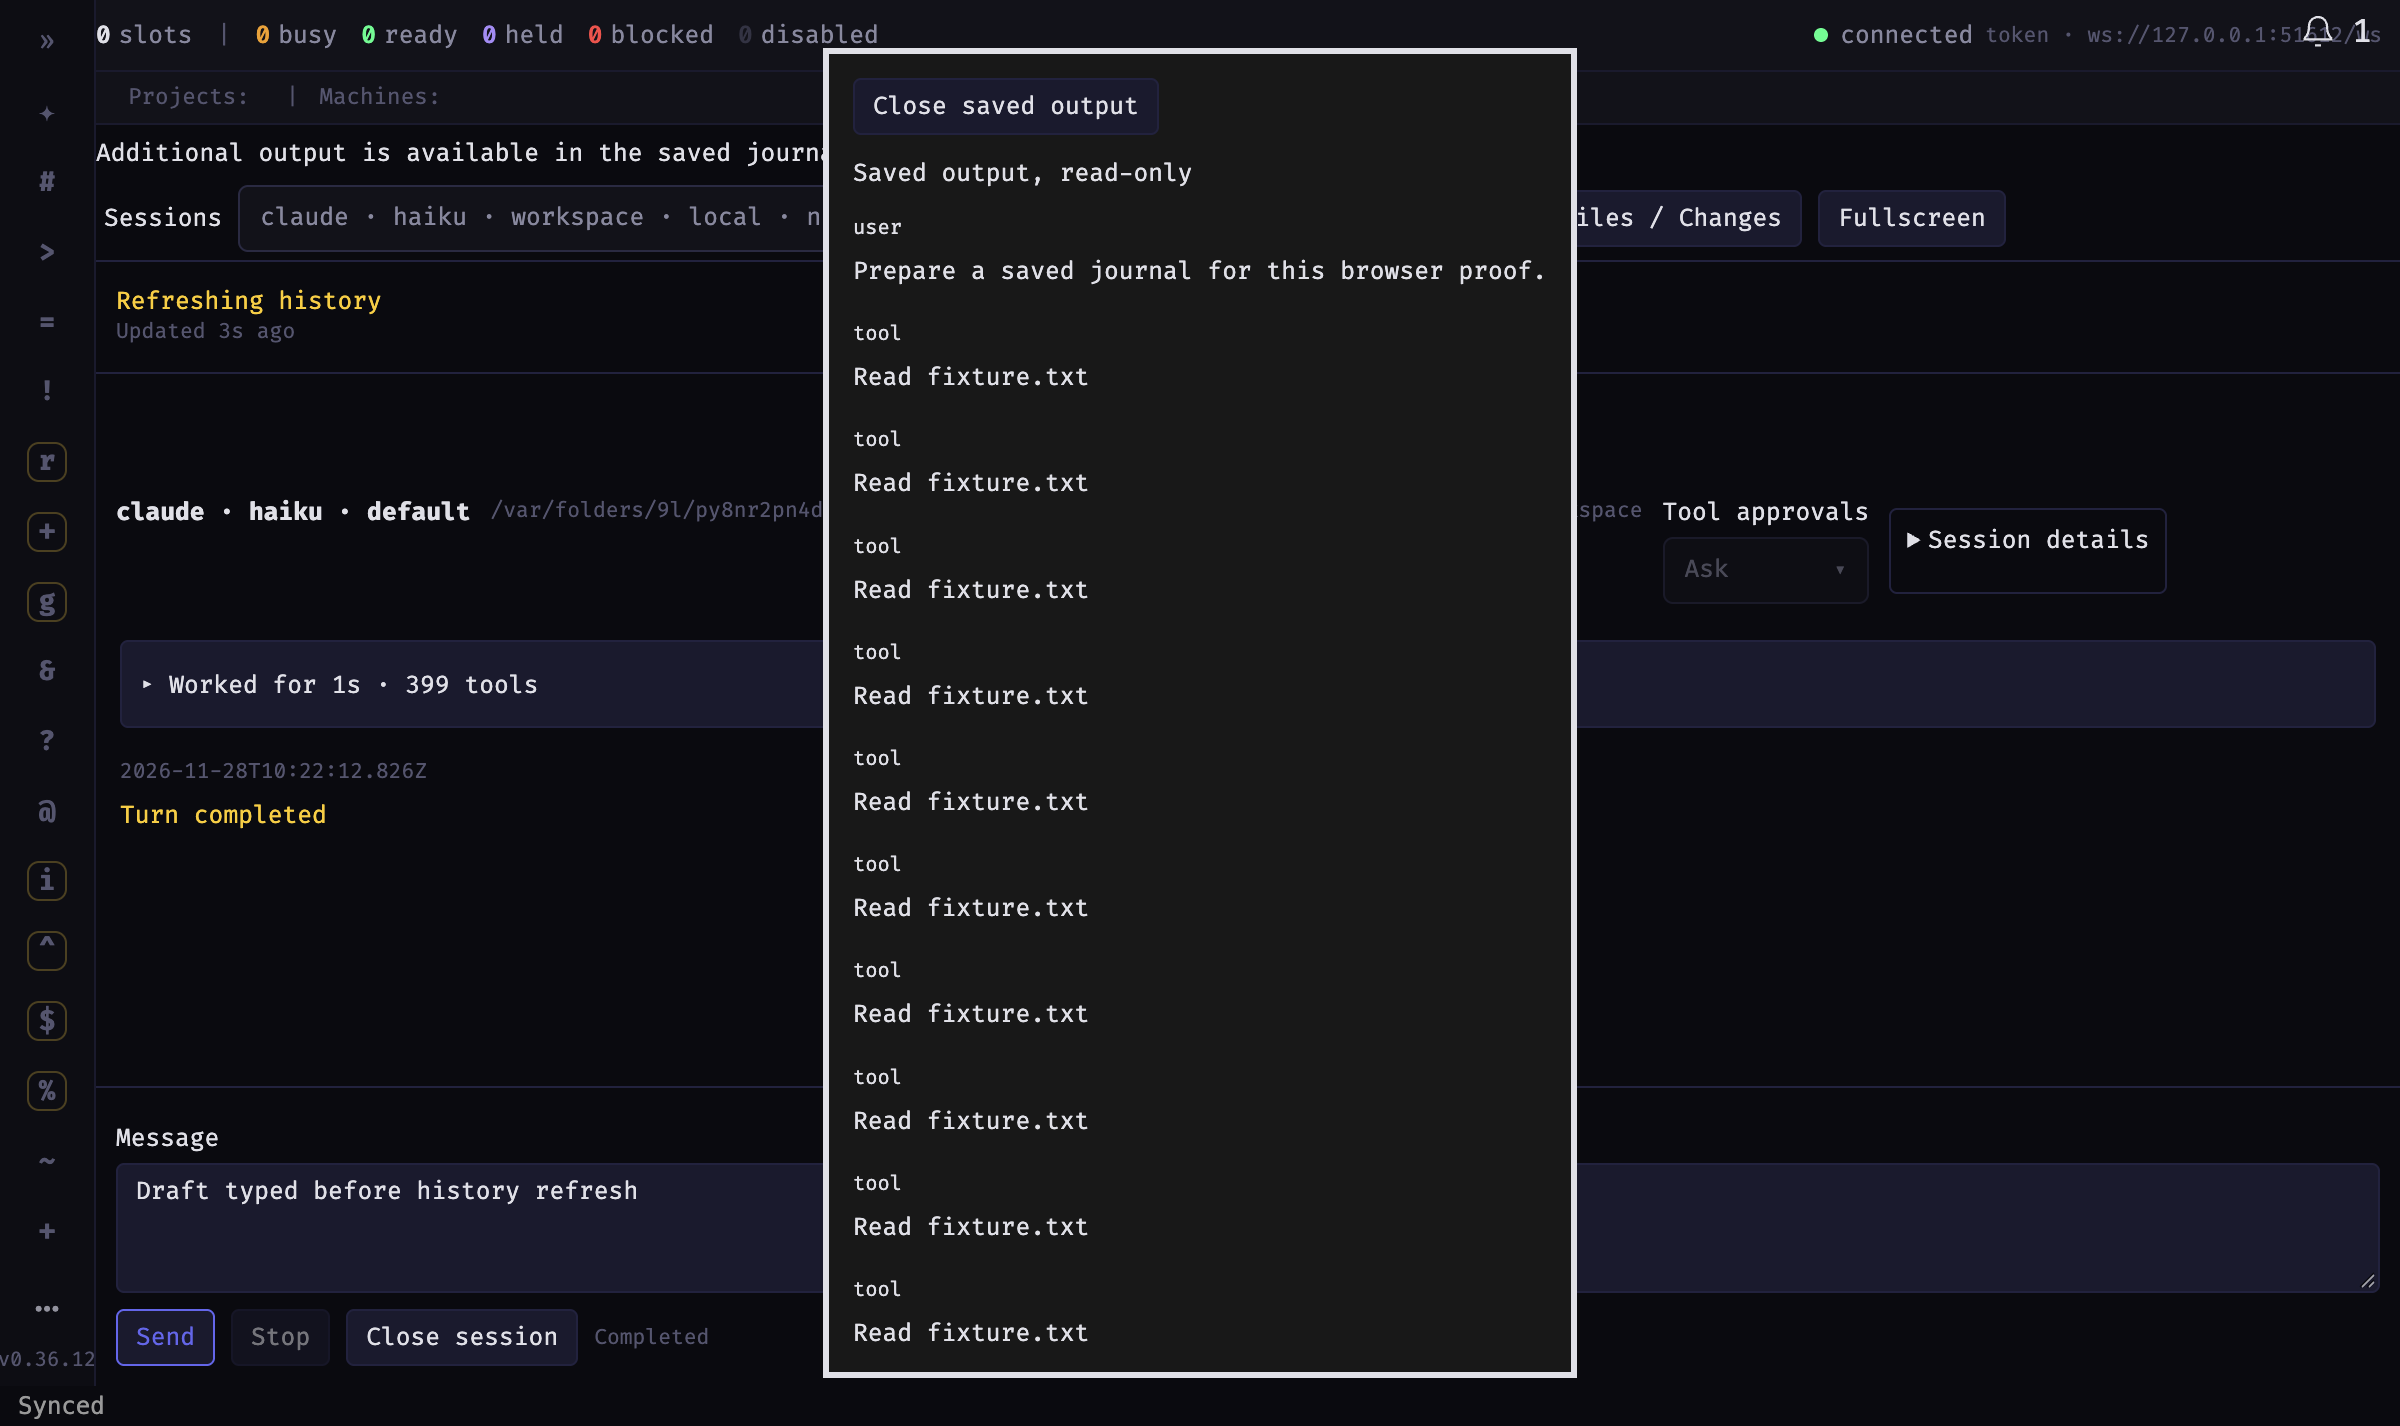 » 0 slots | 0 busy 0 ready 0 held 0 blocked 0 disabled connected token · ws://127.0.0.1:51612/ws 1
Projects: | Machines:
Additional output is available in the saved
Sessions claude · haiku · workspace · local · Changes Fullscreen
Refreshing history
Updated 3s ago
claude · haiku · default /var/folders/9l/py8nr2pn4d Tool approvals
Ask ▾
▶ Session details
▸ Worked for 1s · 399 tools
2026-11-28T10:22:12.826Z
Turn completed
Message
Draft typed before history refresh
Send Stop Close session Completed
✦
#
>
=
!
r
+
g
&
?
@
i
^
$
%
~
+
•••
v0.36.12
Synced
Close saved output
Saved output, read-only
user
Prepare a saved journal for this browser proof.
tool
Read fixture.txt
tool
Read fixture.txt
tool
Read fixture.txt
tool
Read fixture.txt
tool
Read fixture.txt
tool
Read fixture.txt
tool
Read fixture.txt
tool
Read fixture.txt
tool
Read fixture.txt
tool
Read fixture.txt